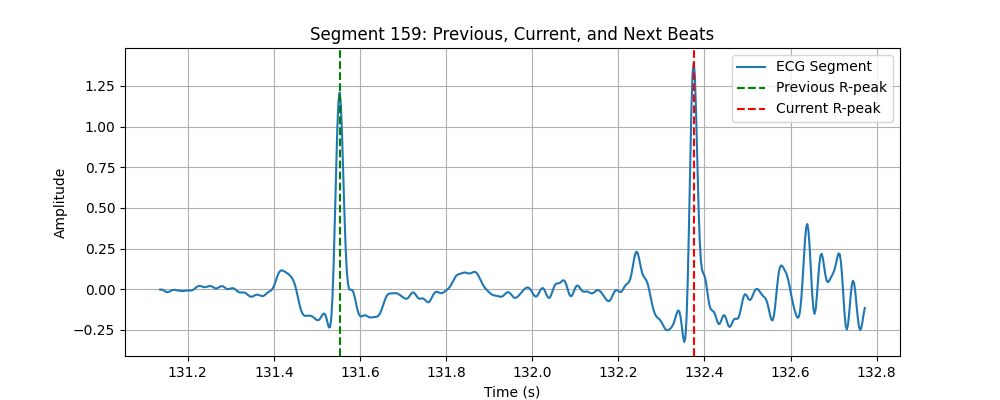 Segment 159: Previous, Current, and Next Beats
ECG Segment
Previous R-peak
Current R-peak
Amplitude
1.25
1.00
0.75
0.50
0.25
0.00
−0.25
131.2 131.4 131.6 131.8 132.0 132.2 132.4 132.6 132.8
Time (s)